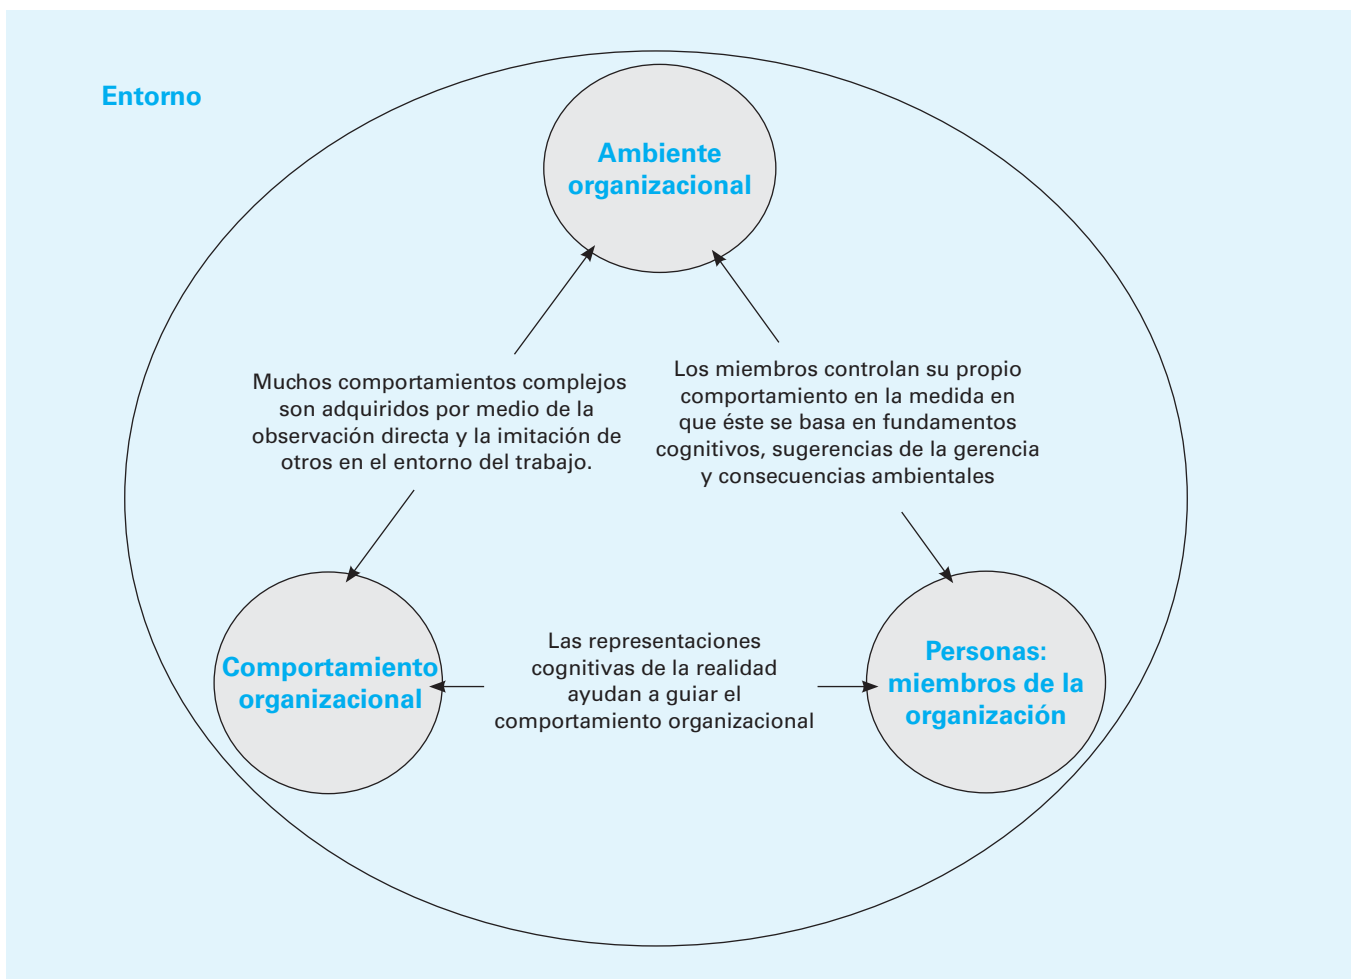 Entorno
Ambiente
organizacional
Muchos comportamientos complejos
son adquiridos por medio de la
observación directa y la imitación de
otros en el entorno del trabajo.
Los miembros controlan su propio
comportamiento en la medida en
que éste se basa en fundamentos
cognitivos, sugerencias de la gerencia
y consecuencias ambientales
Comportamiento
organizacional
Las representaciones
cognitivas de la realidad
ayudan a guiar el
comportamiento organizacional
Personas:
miembros de la
organización